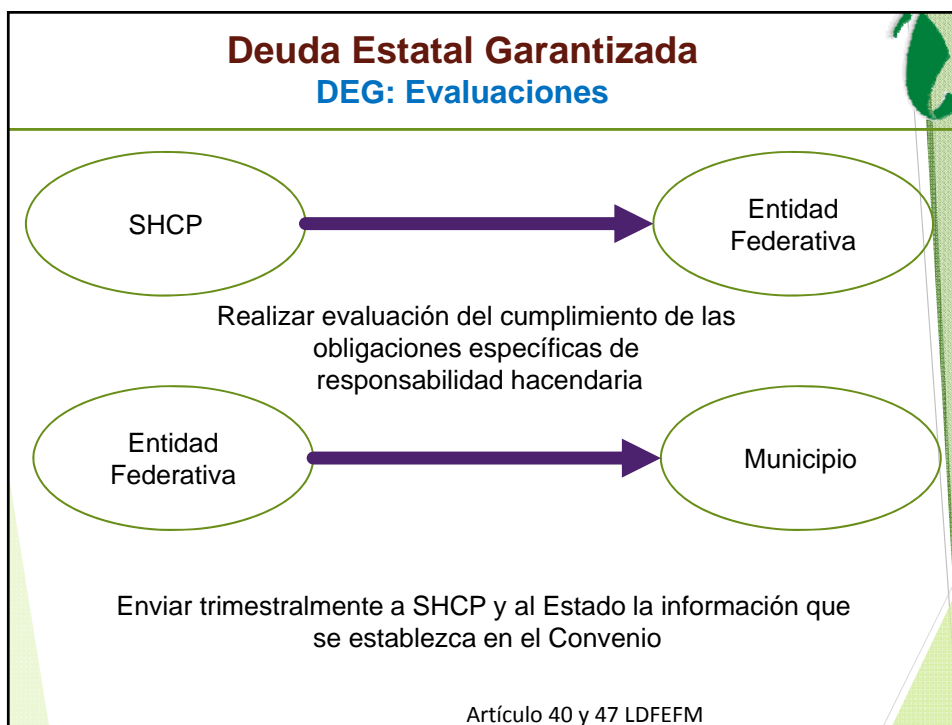 Deuda Estatal Garantizada
DEG: Evaluaciones
SHCP
Entidad
Federativa
Realizar evaluación del cumplimiento de las
obligaciones específicas de
responsabilidad hacendaria
Entidad
Federativa
Municipio
Enviar trimestralmente a SHCP y al Estado la información que
se establezca en el Convenio
Artículo 40 y 47 LDFEFM